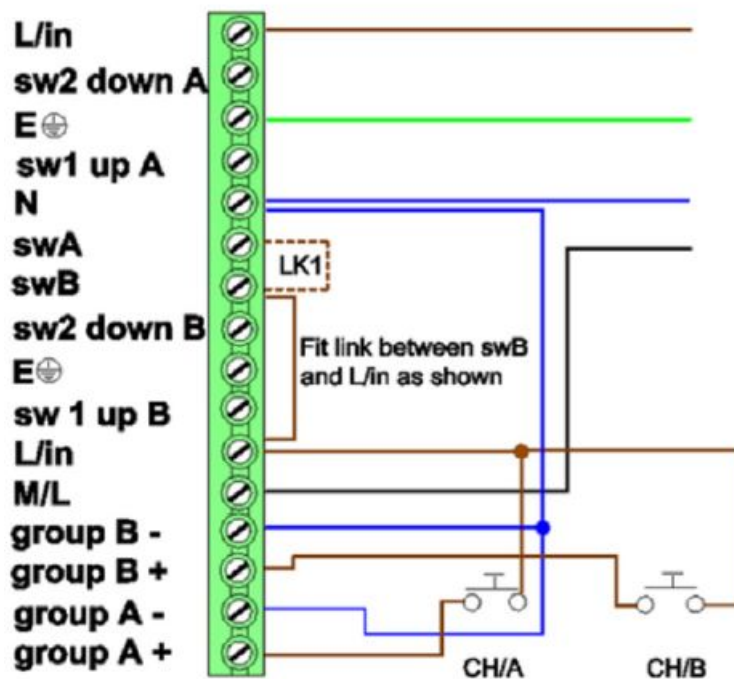 L/in
sw2 down A
E⏚
sw1 up A
N
swA
LK1
swB
sw2 down B
Fit link between swB
and L/in as shown
E⏚
sw 1 up B
L/in
M/L
group B -
group B +
group A -
group A +
CH/A
CH/B